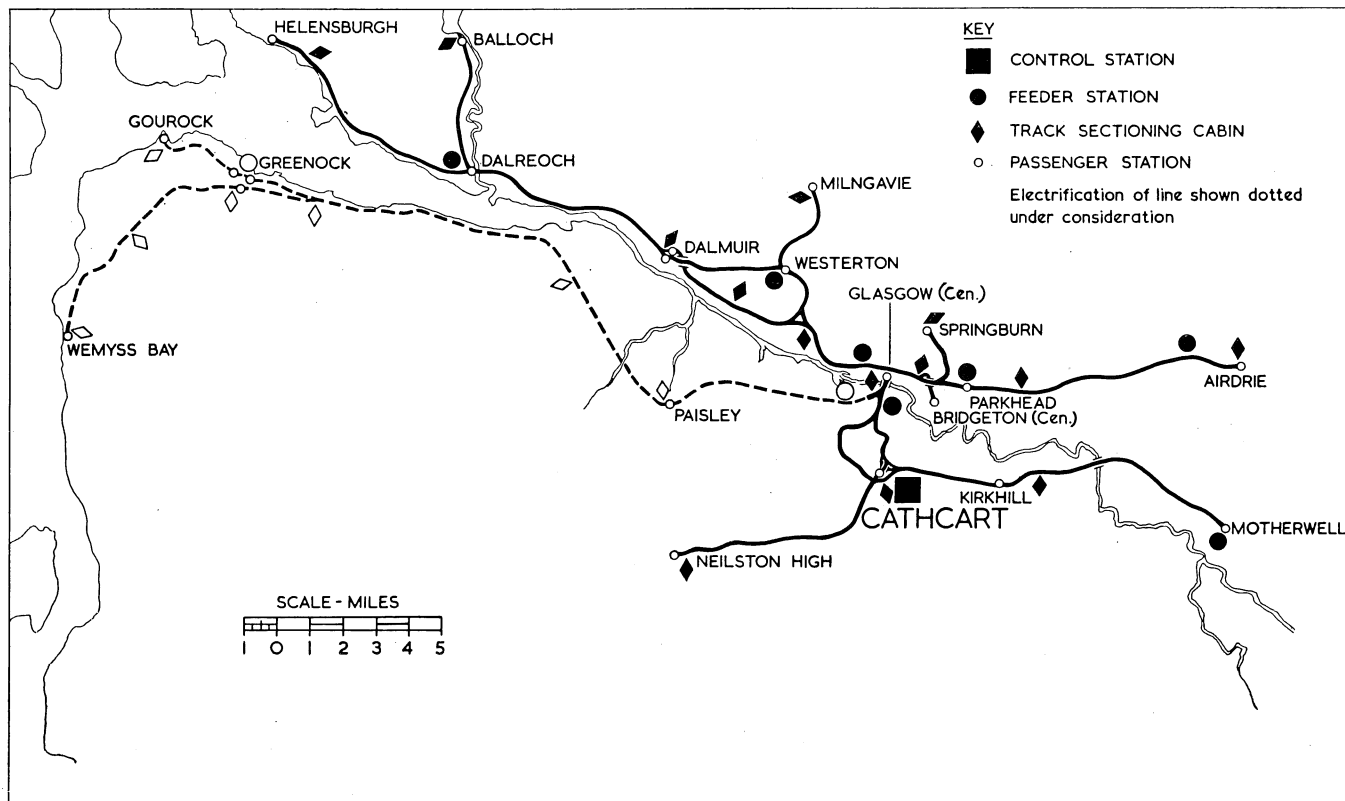 HELENSBURGH
BALLOCH
GOUROCK
GREENOCK
DALREOCH
MILNGAVIE
DALMUIR
WESTERTON
GLASGOW (Cen.)
SPRINGBURN
WEMYSS BAY
AIRDRIE
PARKHEAD
PAISLEY
BRIDGETON (Cen.)
KIRKHILL
CATHCART
MOTHERWELL
NEILSTON HIGH
KEY
CONTROL STATION
FEEDER STATION
TRACK SECTIONING CABIN
PASSENGER STATION
Electrification of line shown dotted
under consideration
SCALE - MILES
1 0 1 2 3 4 5